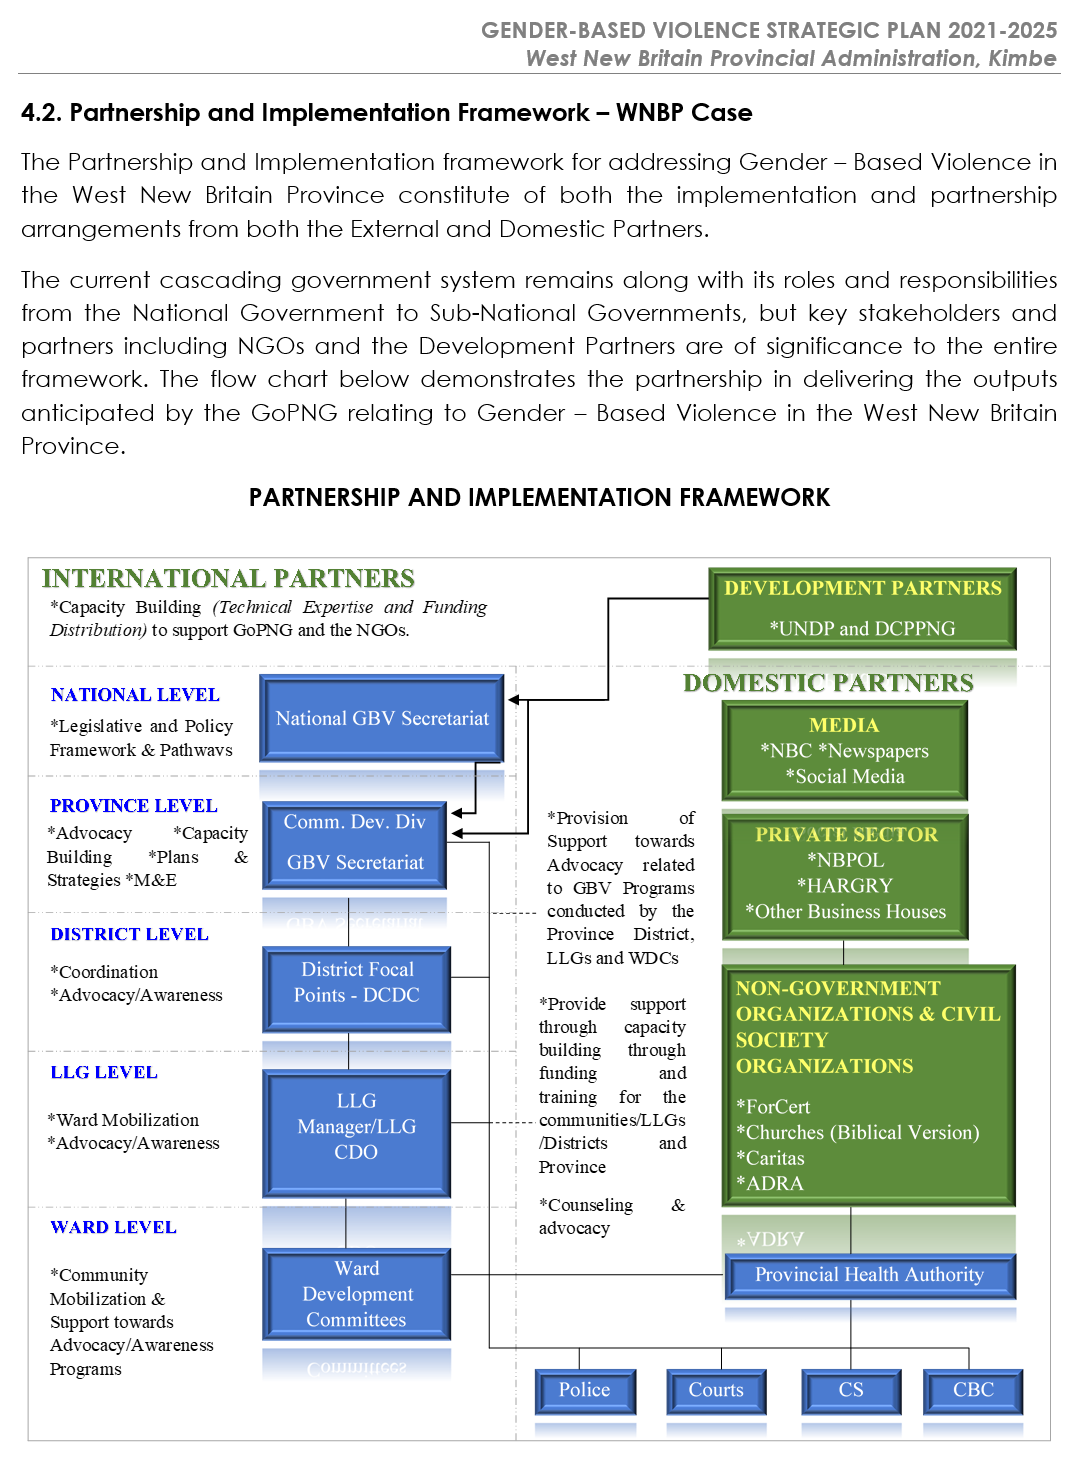 GENDER-BASED VIOLENCE STRATEGIC PLAN 2021-2025
West New Britain Provincial Administration, Kimbe
4.2. Partnership and Implementation Framework – WNBP Case
The Partnership and Implementation framework for addressing Gender – Based Violence in
the West New Britain Province constitute of both the implementation and partnership
arrangements from both the External and Domestic Partners.
The current cascading government system remains along with its roles and responsibilities
from the National Government to Sub-National Governments, but key stakeholders and
partners including NGOs and the Development Partners are of significance to the entire
framework. The flow chart below demonstrates the partnership in delivering the outputs
anticipated by the GoPNG relating to Gender – Based Violence in the West New Britain
Province.
PARTNERSHIP AND IMPLEMENTATION FRAMEWORK
INTERNATIONAL PARTNERS
*Capacity Building (Technical Expertise and Funding
Distribution) to support GoPNG and the NGOs.
DEVELOPMENT PARTNERS
*UNDP and DCPPNG
NATIONAL LEVEL
*Legislative and Policy
Framework & Pathways
National GBV Secretariat
DOMESTIC PARTNERS
MEDIA
*NBC *Newspapers
*Social Media
PROVINCE LEVEL
*Advocacy *Capacity
Building *Plans &
Strategies *M&E
Comm. Dev. Div
GBV Secretariat
*Provision of
Support towards
Advocacy related
to GBV Programs
conducted by the
Province District,
LLGs and WDCs
PRIVATE SECTOR
*NBPOL
*HARGRY
*Other Business Houses
DISTRICT LEVEL
*Coordination
*Advocacy/Awareness
District Focal
Points - DCDC
*Provide support
through capacity
building through
funding and
training for the
communities/LLGs
/Districts and
Province
*Counseling &
advocacy
NON-GOVERNMENT
ORGANIZATIONS & CIVIL
SOCIETY
ORGANIZATIONS
*ForCert
*Churches (Biblical Version)
*Caritas
*ADRA
LLG LEVEL
*Ward Mobilization
*Advocacy/Awareness
LLG
Manager/LLG
CDO
WARD LEVEL
*Community
Mobilization &
Support towards
Advocacy/Awareness
Programs
Ward
Development
Committees
Provincial Health Authority
Police
Courts
CS
CBC